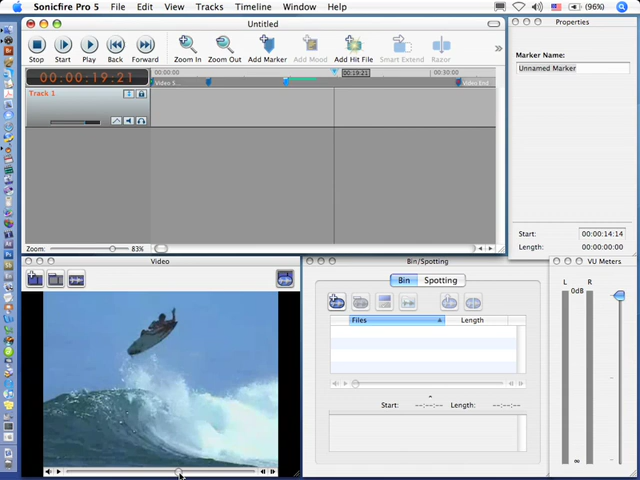 Sonicfire Pro 5 File Edit View Tracks Timeline Window Help (96%)
Untitled
Properties
Stop Start Play Back Forward Zoom In Zoom Out Add Marker Add Mood Add Hit File Smart Extend Razor
Marker Name:
Unnamed Marker
00:00:19:21
00:00:00 00:19:21 00:30:00
Video S... Video End
Track 1
Start: 00:00:14:14
Length: 00:00:00:00
Zoom: 83%
Video
Bin/Spotting
VU Meters
Bin Spotting
L R
0dB
Files Length
Start: --:--:-- Length: --:--:--
∞